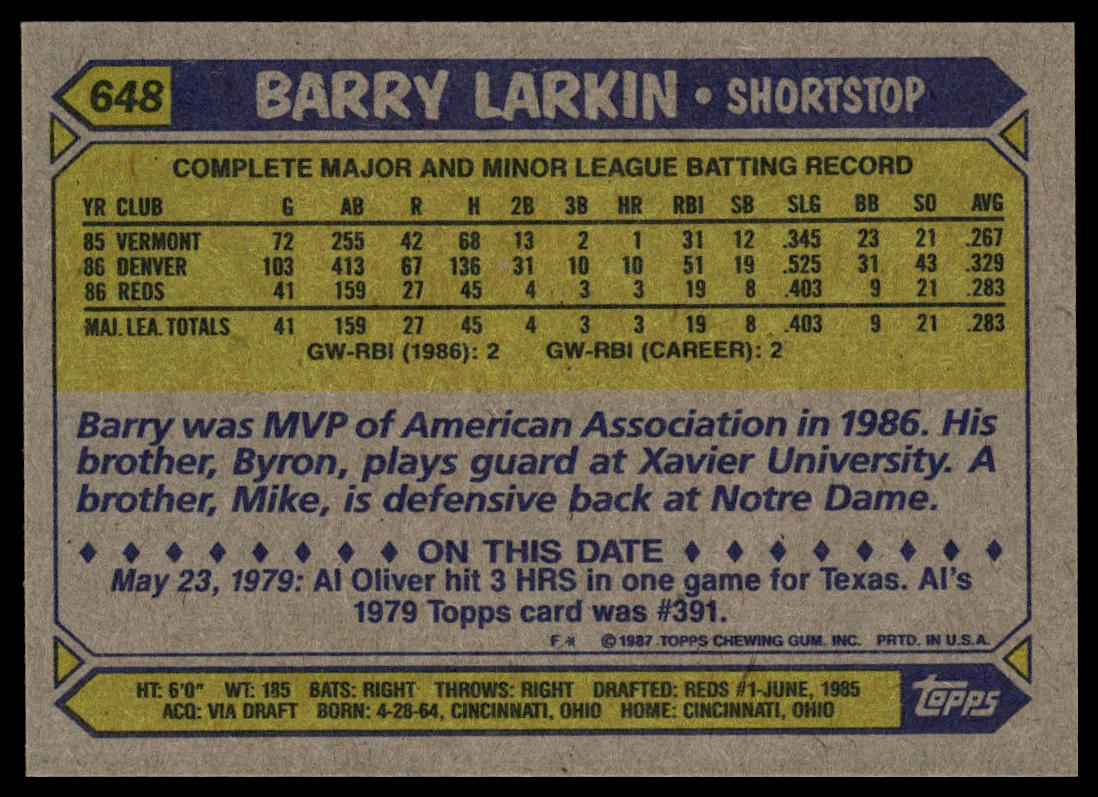 648 BARRY LARKIN • SHORTSTOP
COMPLETE MAJOR AND MINOR LEAGUE BATTING RECORD
YR CLUB G AB R H 2B 3B HR RBI SB SLG BB SO AVG
85 VERMONT 72 255 42 68 13 2 1 31 12 .345 23 21 .267
86 DENVER 103 413 67 136 31 10 10 51 19 .525 31 43 .329
86 REDS 41 159 27 45 4 3 3 19 8 .403 9 21 .283
MAJ. LEA. TOTALS 41 159 27 45 4 3 3 19 8 .403 9 21 .283
GW-RBI (1986): 2 GW-RBI (CAREER): 2
Barry was MVP of American Association in 1986. His
brother, Byron, plays guard at Xavier University. A
brother, Mike, is defensive back at Notre Dame.
♦ ♦ ♦ ♦ ♦ ♦ ♦ ♦ ON THIS DATE ♦ ♦ ♦ ♦ ♦ ♦ ♦ ♦
May 23, 1979: Al Oliver hit 3 HRS in one game for Texas. Al's
1979 Topps card was #391.
F* ©1987 TOPPS CHEWING GUM. INC. PRTD. IN U.S.A.
HT: 6'0" WT: 185 BATS: RIGHT THROWS: RIGHT DRAFTED: REDS #1-JUNE, 1985
ACQ: VIA DRAFT BORN: 4-28-64, CINCINNATI, OHIO HOME: CINCINNATI, OHIO
Topps